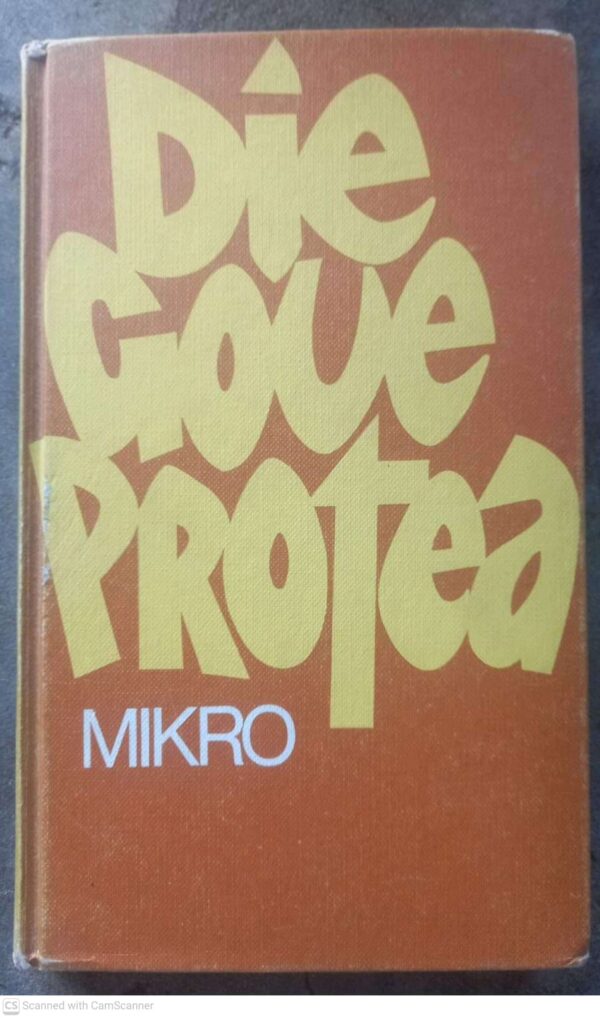 Die
Goue
PROTea
MIKRO
CS Scanned with CamScanner